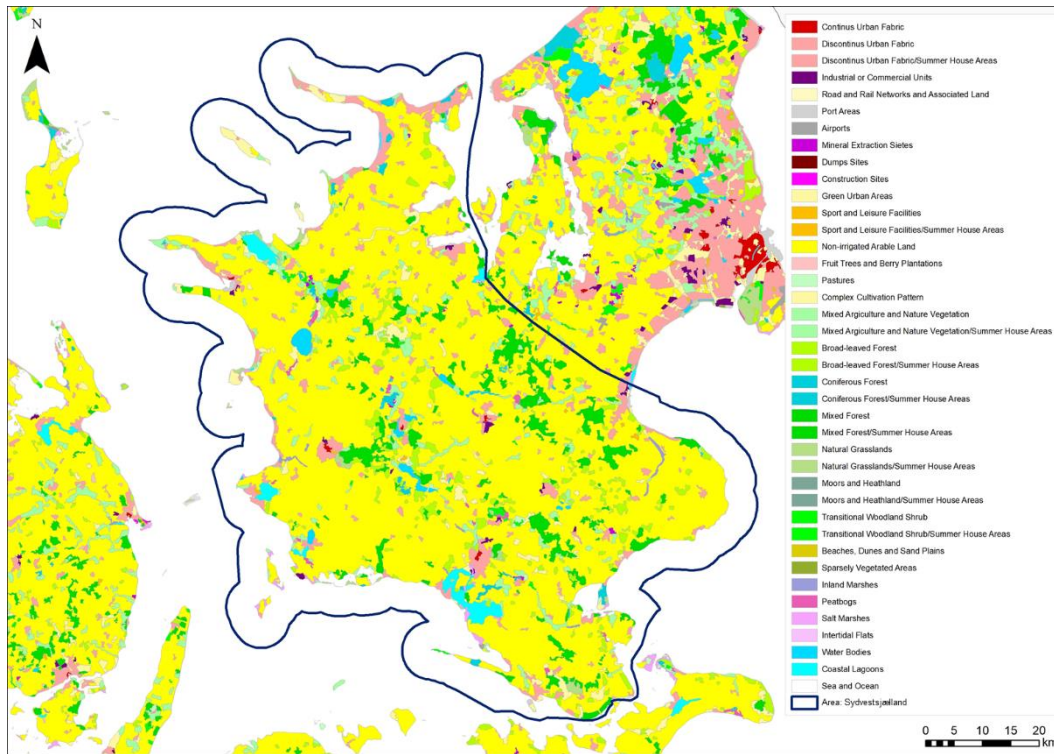 N
Continus Urban Fabric
Discontinus Urban Fabric
Discontinus Urban Fabric/Summer House Areas
Industrial or Commercial Units
Road and Rail Networks and Associated Land
Port Areas
Airports
Mineral Extraction Sietes
Dumps Sites
Construction Sites
Green Urban Areas
Sport and Leisure Facilities
Sport and Leisure Facilities/Summer House Areas
Non-irrigated Arable Land
Fruit Trees and Berry Plantations
Pastures
Complex Cultivation Pattern
Mixed Argiculture and Nature Vegetation
Mixed Argiculture and Nature Vegetation/Summer House Areas
Broad-leaved Forest
Broad-leaved Forest/Summer House Areas
Coniferous Forest
Coniferous Forest/Summer House Areas
Mixed Forest
Mixed Forest/Summer House Areas
Natural Grasslands
Natural Grasslands/Summer House Areas
Moors and Heathland
Moors and Heathland/Summer House Areas
Transitional Woodland Shrub
Transitional Woodland Shrub/Summer House Areas
Beaches, Dunes and Sand Plains
Sparsely Vegetated Areas
Inland Marshes
Peatbogs
Salt Marshes
Intertidal Flats
Water Bodies
Coastal Lagoons
Sea and Ocean
Area: Sydvestsjælland
0 5 10 20
km